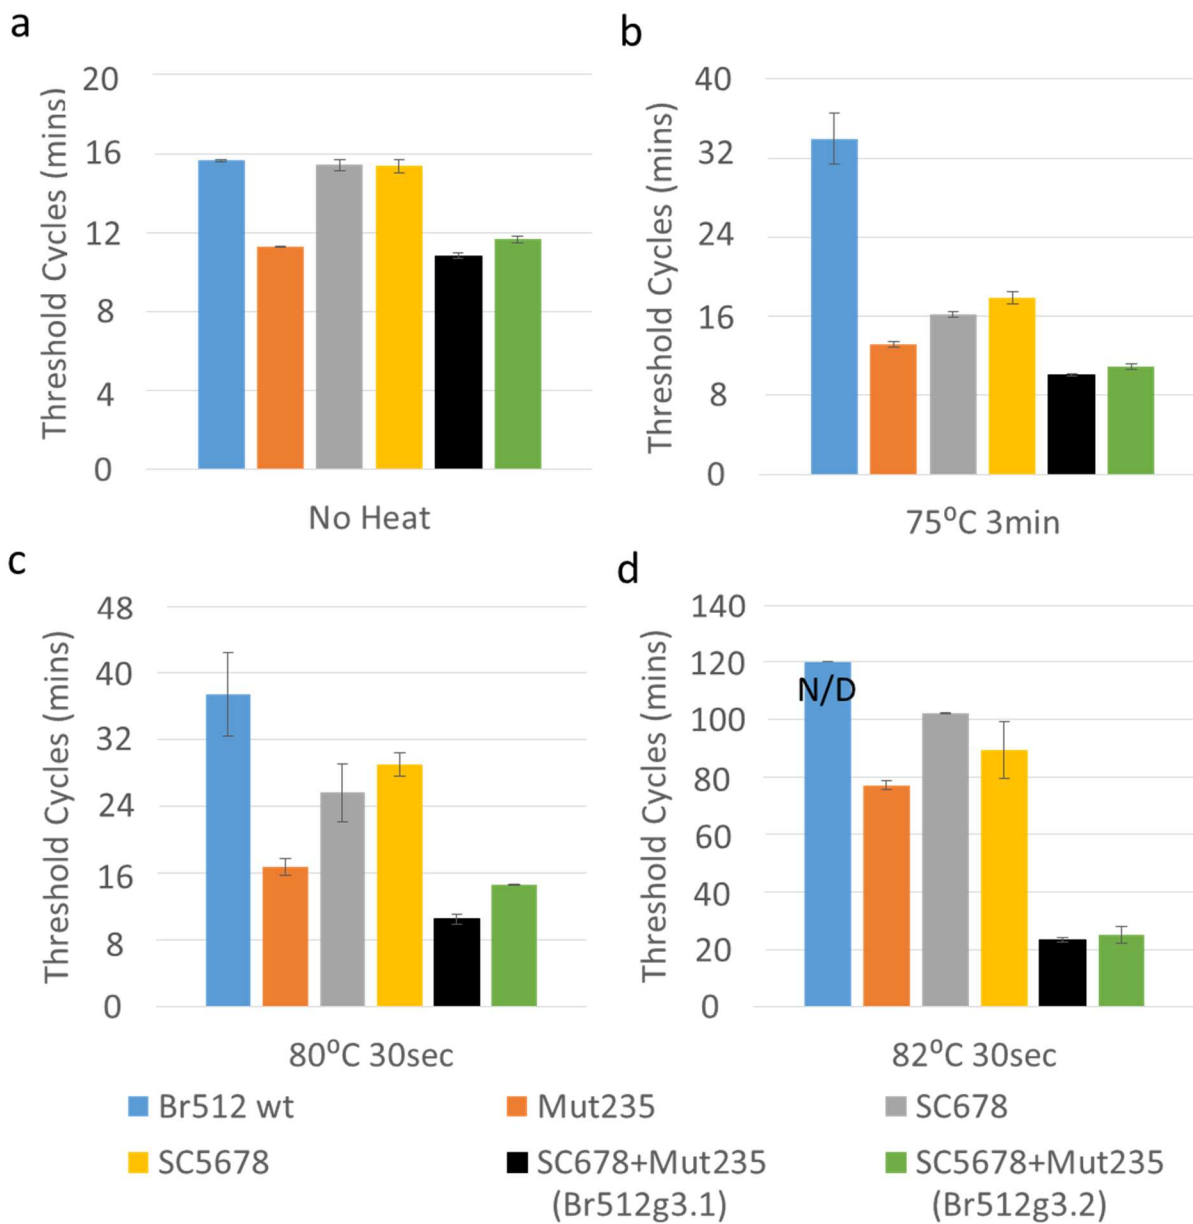 a
Threshold Cycles (mins)
20
16
12
8
4
0
No Heat
b
Threshold Cycles (mins)
40
32
24
16
8
0
75⁰C 3min
c
Threshold Cycles (mins)
48
40
32
24
16
8
0
80⁰C 30sec
d
Threshold Cycles (mins)
140
120
100
80
60
40
20
0
N/D
82⁰C 30sec
Br512 wt
Mut235
SC678
SC5678
SC678+Mut235
(Br512g3.1)
SC5678+Mut235
(Br512g3.2)